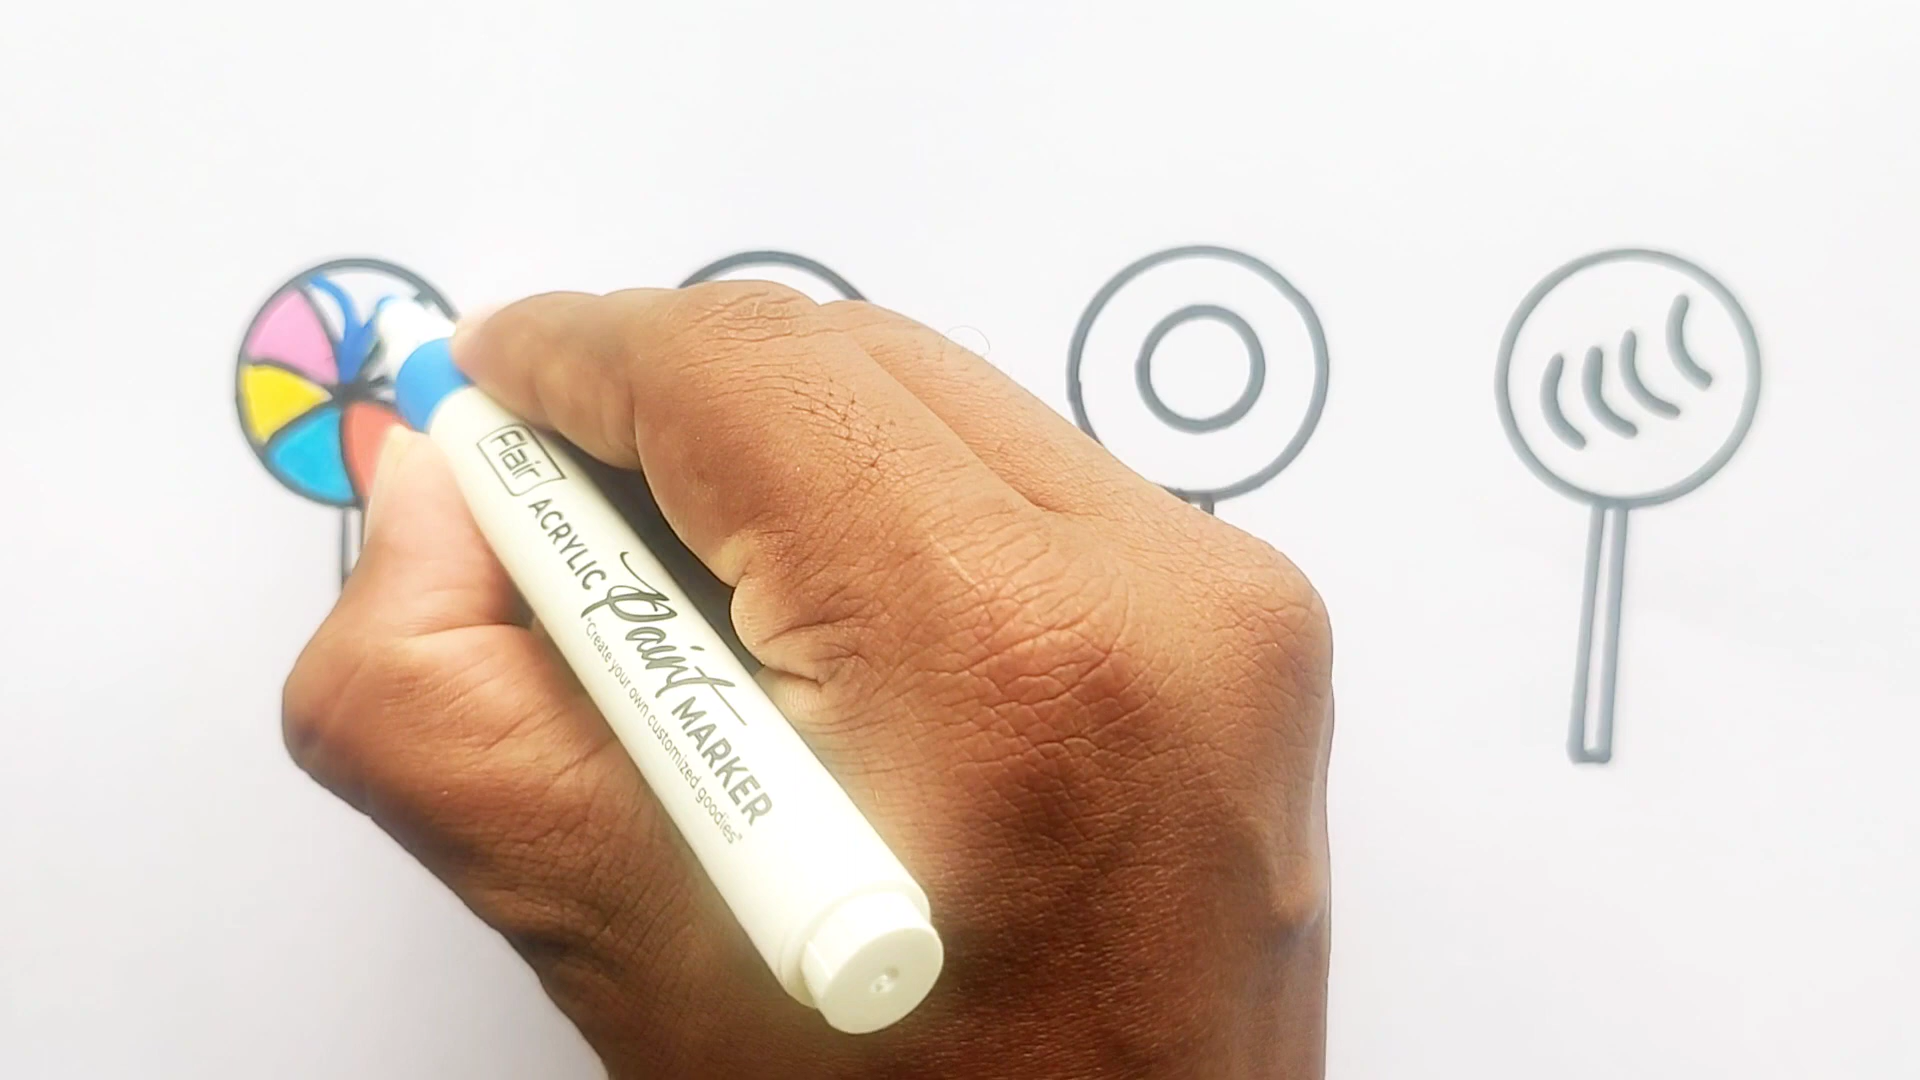 Flair
ACRYLIC
Paint
MARKER
"Create your own customized goodies"